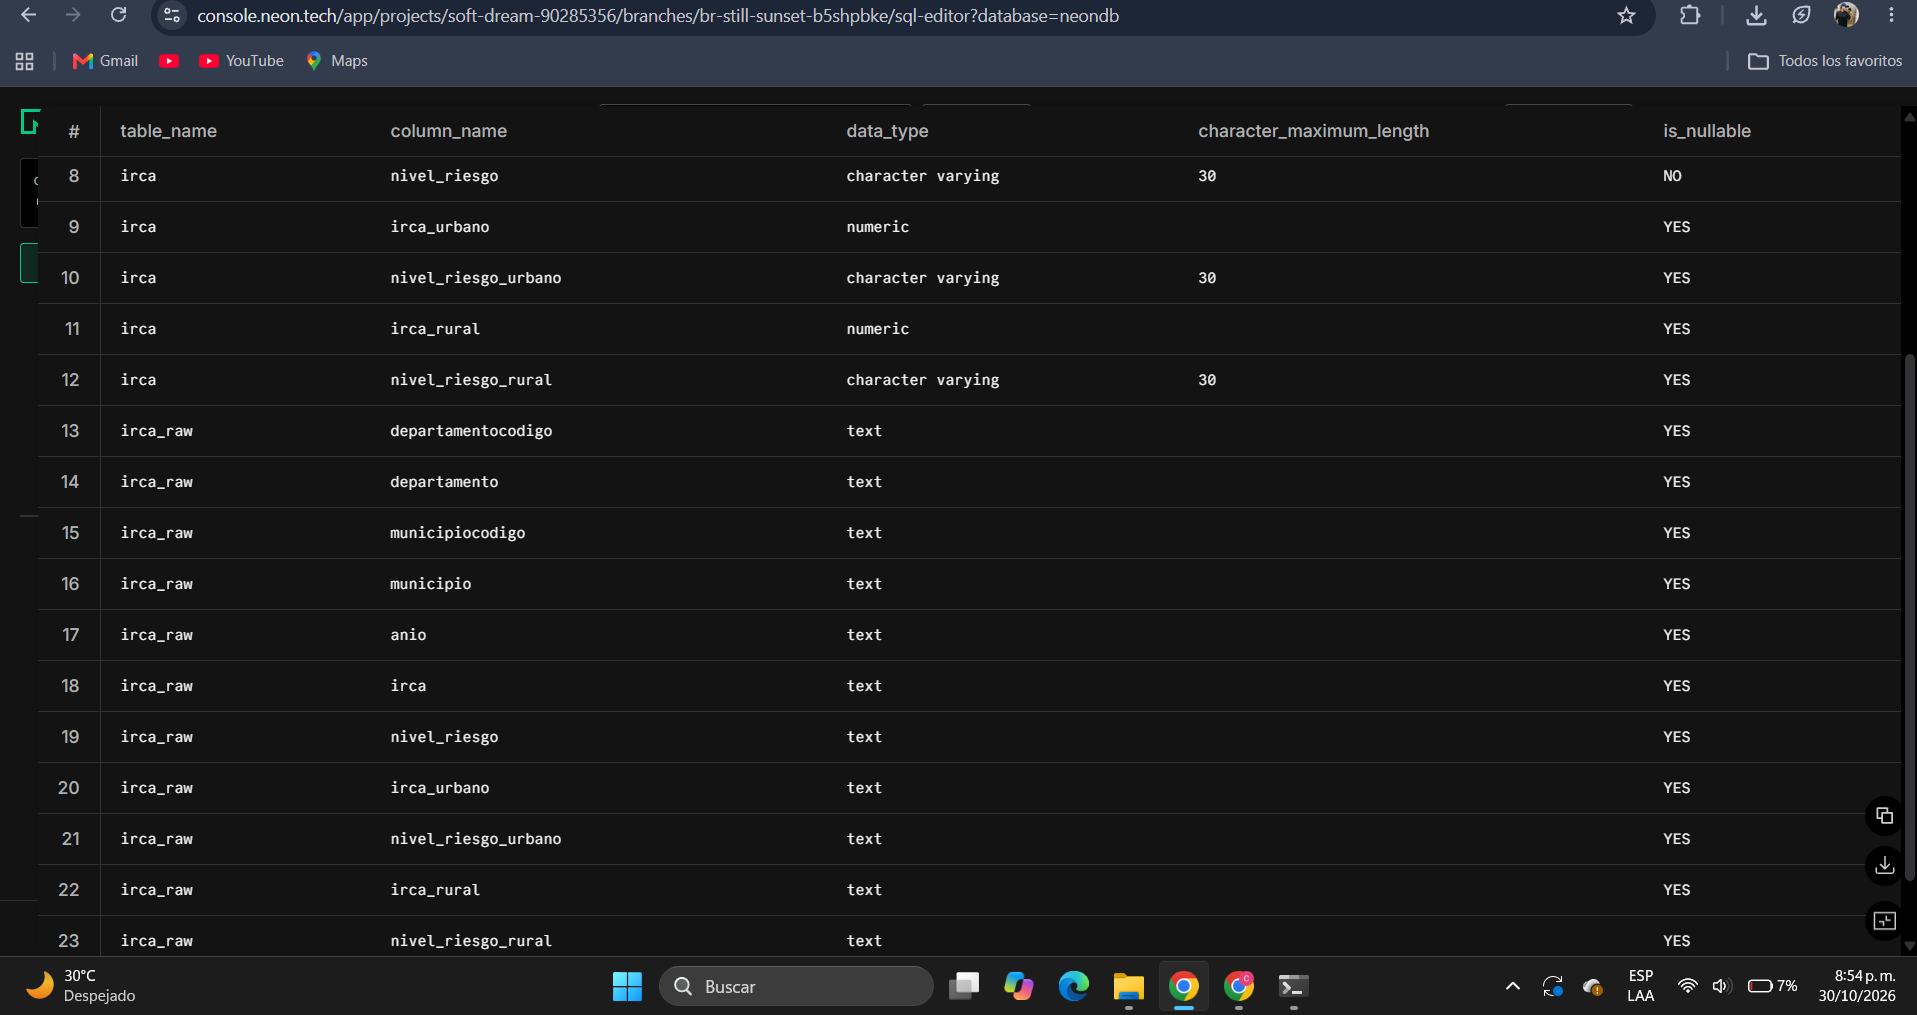 console.neon.tech/app/projects/soft-dream-90285356/branches/br-still-sunset-b5shpbke/sql-editor?database=neondb
Gmail YouTube Maps Todos los favoritos
# table_name column_name data_type character_maximum_length is_nullable
8 irca nivel_riesgo character varying 30 NO
9 irca irca_urbano numeric YES
10 irca nivel_riesgo_urbano character varying 30 YES
11 irca irca_rural numeric YES
12 irca nivel_riesgo_rural character varying 30 YES
13 irca_raw departamentocodigo text YES
14 irca_raw departamento text YES
15 irca_raw municipiocodigo text YES
16 irca_raw municipio text YES
17 irca_raw anio text YES
18 irca_raw irca text YES
19 irca_raw nivel_riesgo text YES
20 irca_raw irca_urbano text YES
21 irca_raw nivel_riesgo_urbano text YES
22 irca_raw irca_rural text YES
23 irca_raw nivel_riesgo_rural text YES
30°C
Despejado
Buscar
ESP
LAA
7%
8:54 p. m.
30/10/2026